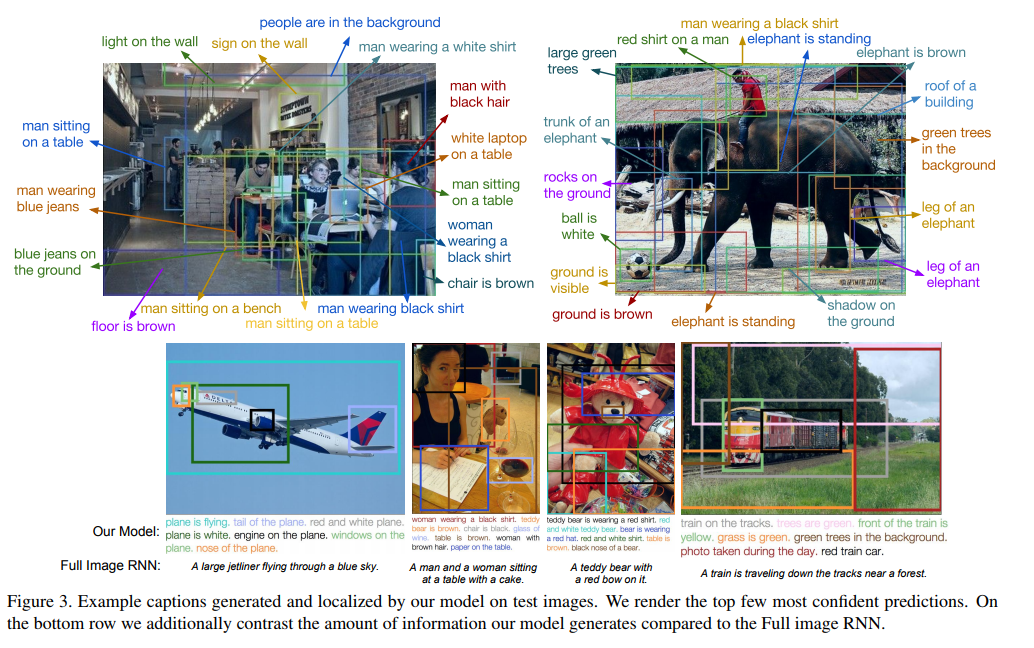 people are in the background
light on the wall
sign on the wall
man wearing a white shirt
man with
black hair
man sitting
on a table
white laptop
on a table
man wearing
blue jeans
man sitting
on a table
woman
wearing a
black shirt
blue jeans on
the ground
chair is brown
man sitting on a bench
man wearing black shirt
floor is brown
man sitting on a table
man wearing a black shirt
red shirt on a man
elephant is standing
large green
trees
elephant is brown
roof of a
building
trunk of an
elephant
green trees
in the
background
rocks on
the ground
leg of an
elephant
ball is
white
ground is
visible
leg of an
elephant
ground is brown
elephant is standing
shadow on
the ground
DELTA
Our Model:
plane is flying. tail of the plane. red and white plane.
plane is white. engine on the plane. windows on the
plane. nose of the plane.
woman wearing a black shirt. teddy
bear is brown. chair is black. glass of
wine. table is brown. woman with
brown hair. paper on the table.
teddy bear is wearing a red shirt. red
and white teddy bear. bear is wearing
a red hat. red and white shirt. table is
brown. black nose of a bear.
train on the tracks. trees are green. front of the train is
yellow. grass is green. green trees in the background.
photo taken during the day. red train car.
Full Image RNN:
A large jetliner flying through a blue sky.
A man and a woman sitting
at a table with a cake.
A teddy bear with
a red bow on it.
A train is traveling down the tracks near a forest.
Figure 3. Example captions generated and localized by our model on test images. We render the top few most confident predictions. On
the bottom row we additionally contrast the amount of information our model generates compared to the Full image RNN.